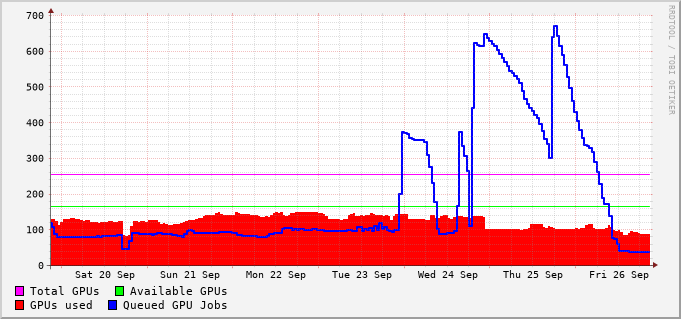 700
600
500
400
300
200
100
0
Sat 20 Sep Sun 21 Sep Mon 22 Sep Tue 23 Sep Wed 24 Sep Thu 25 Sep Fri 26 Sep
Total GPUs Available GPUs
GPUs used Queued GPU Jobs
RRDTOOL / TOBI OETIKER